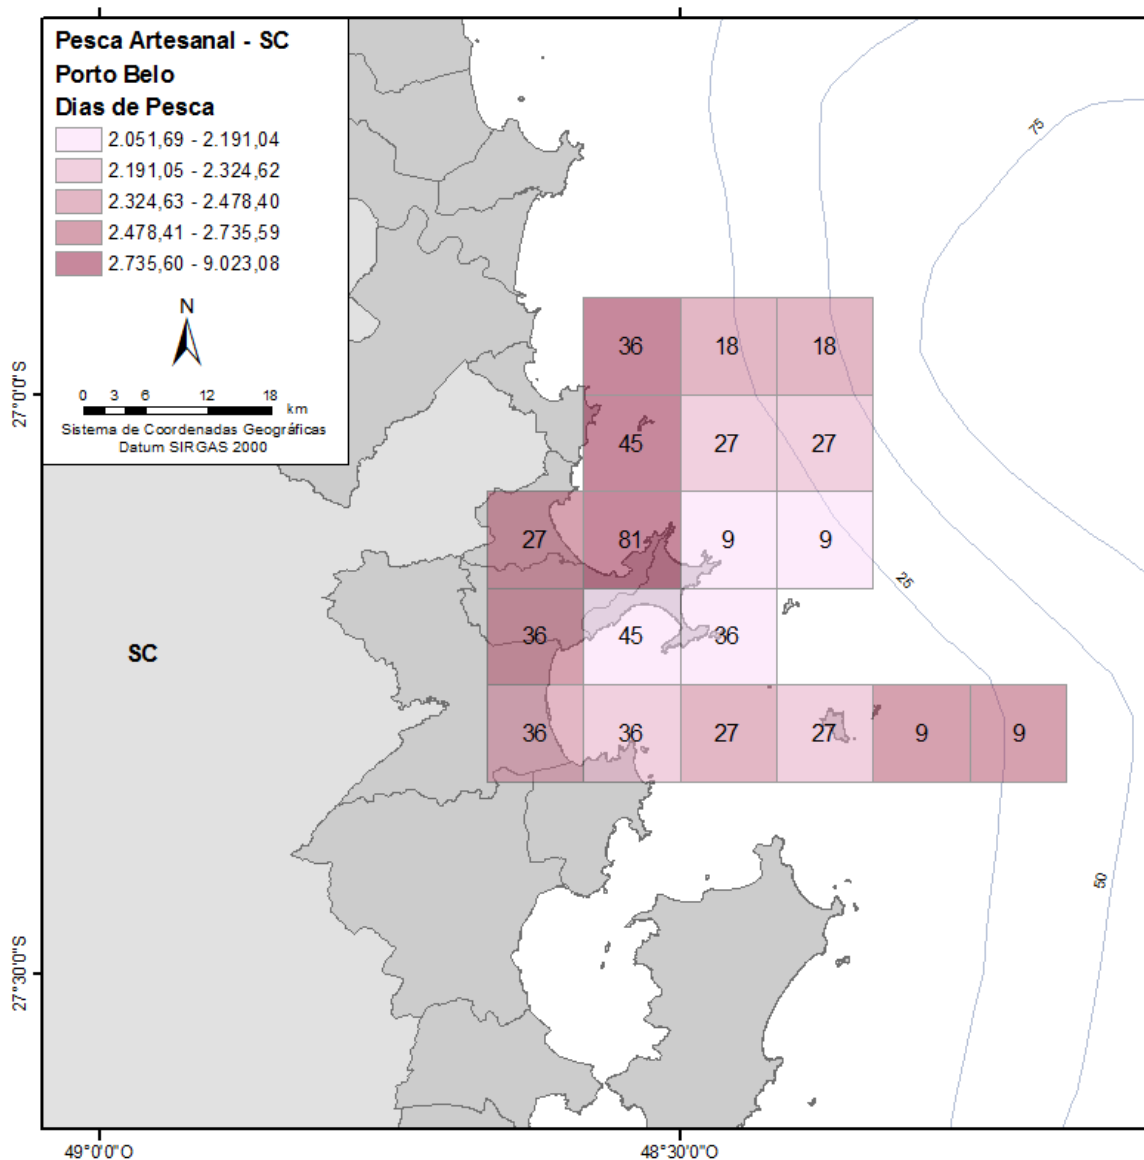 Pesca Artesanal - SC
Porto Belo
Dias de Pesca
2.051,69 - 2.191,04
2.191,05 - 2.324,62
2.324,63 - 2.478,40
2.478,41 - 2.735,59
2.735,60 - 9.023,08
N
0 3 6 12 18
km
Sistema de Coordenadas Geográficas
Datum SIRGAS 2000
75
36 18 18
27°0'0"S
45 27 27
27 81 9 9
25
36 45 36
SC
36 36 27 27 9 9
50
27°30'0"S
49°0'0"O 48°30'0"O